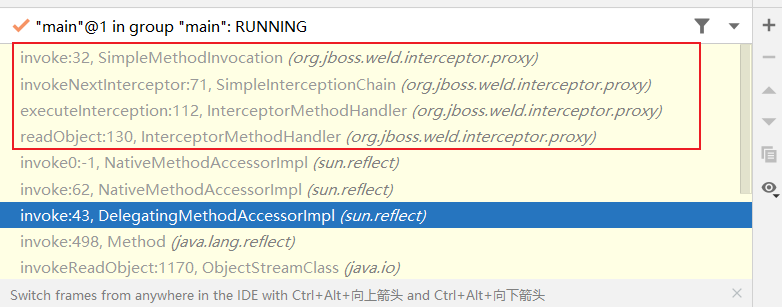 "main"@1 in group "main": RUNNING
invoke:32, SimpleMethodInvocation (org.jboss.weld.interceptor.proxy)
invokeNextInterceptor:71, SimpleInterceptionChain (org.jboss.weld.interceptor.proxy)
executeInterception:112, InterceptorMethodHandler (org.jboss.weld.interceptor.proxy)
readObject:130, InterceptorMethodHandler (org.jboss.weld.interceptor.proxy)
invoke0:-1, NativeMethodAccessorImpl (sun.reflect)
invoke:62, NativeMethodAccessorImpl (sun.reflect)
invoke:43, DelegatingMethodAccessorImpl (sun.reflect)
invoke:498, Method (java.lang.reflect)
invokeReadObject:1170, ObjectStreamClass (java.io)
Switch frames from anywhere in the IDE with Ctrl+Alt+向上箭头 and Ctrl+Alt+向下箭头